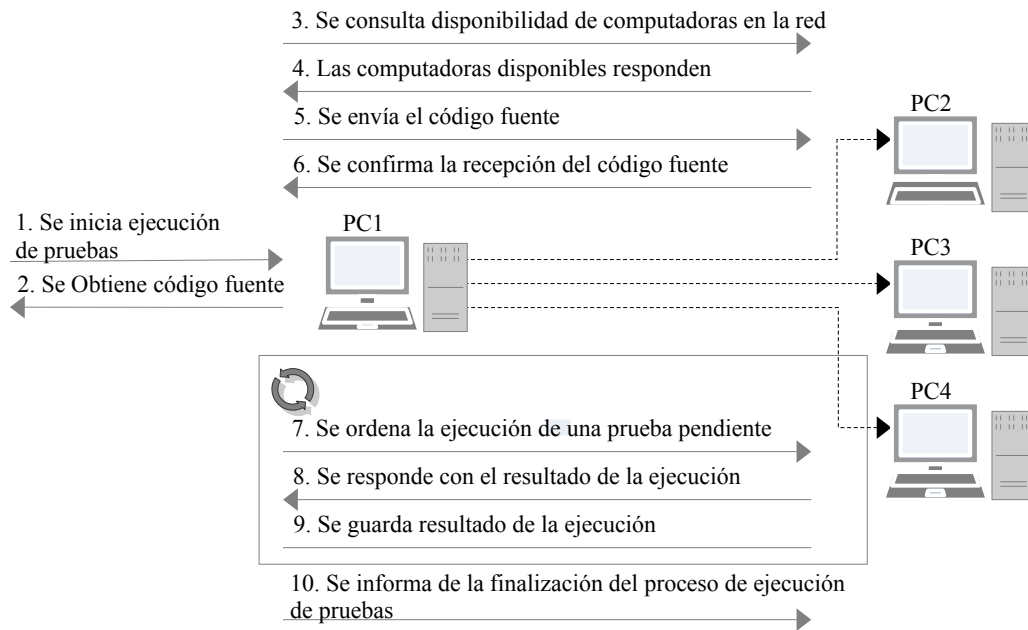 3. Se consulta disponibilidad de computadoras en la red
4. Las computadoras disponibles responden
5. Se envía el código fuente
6. Se confirma la recepción del código fuente
PC2
1. Se inicia ejecución
de pruebas
2. Se Obtiene código fuente
PC1
PC3
PC4
7. Se ordena la ejecución de una prueba pendiente
8. Se responde con el resultado de la ejecución
9. Se guarda resultado de la ejecución
10. Se informa de la finalización del proceso de ejecución
de pruebas